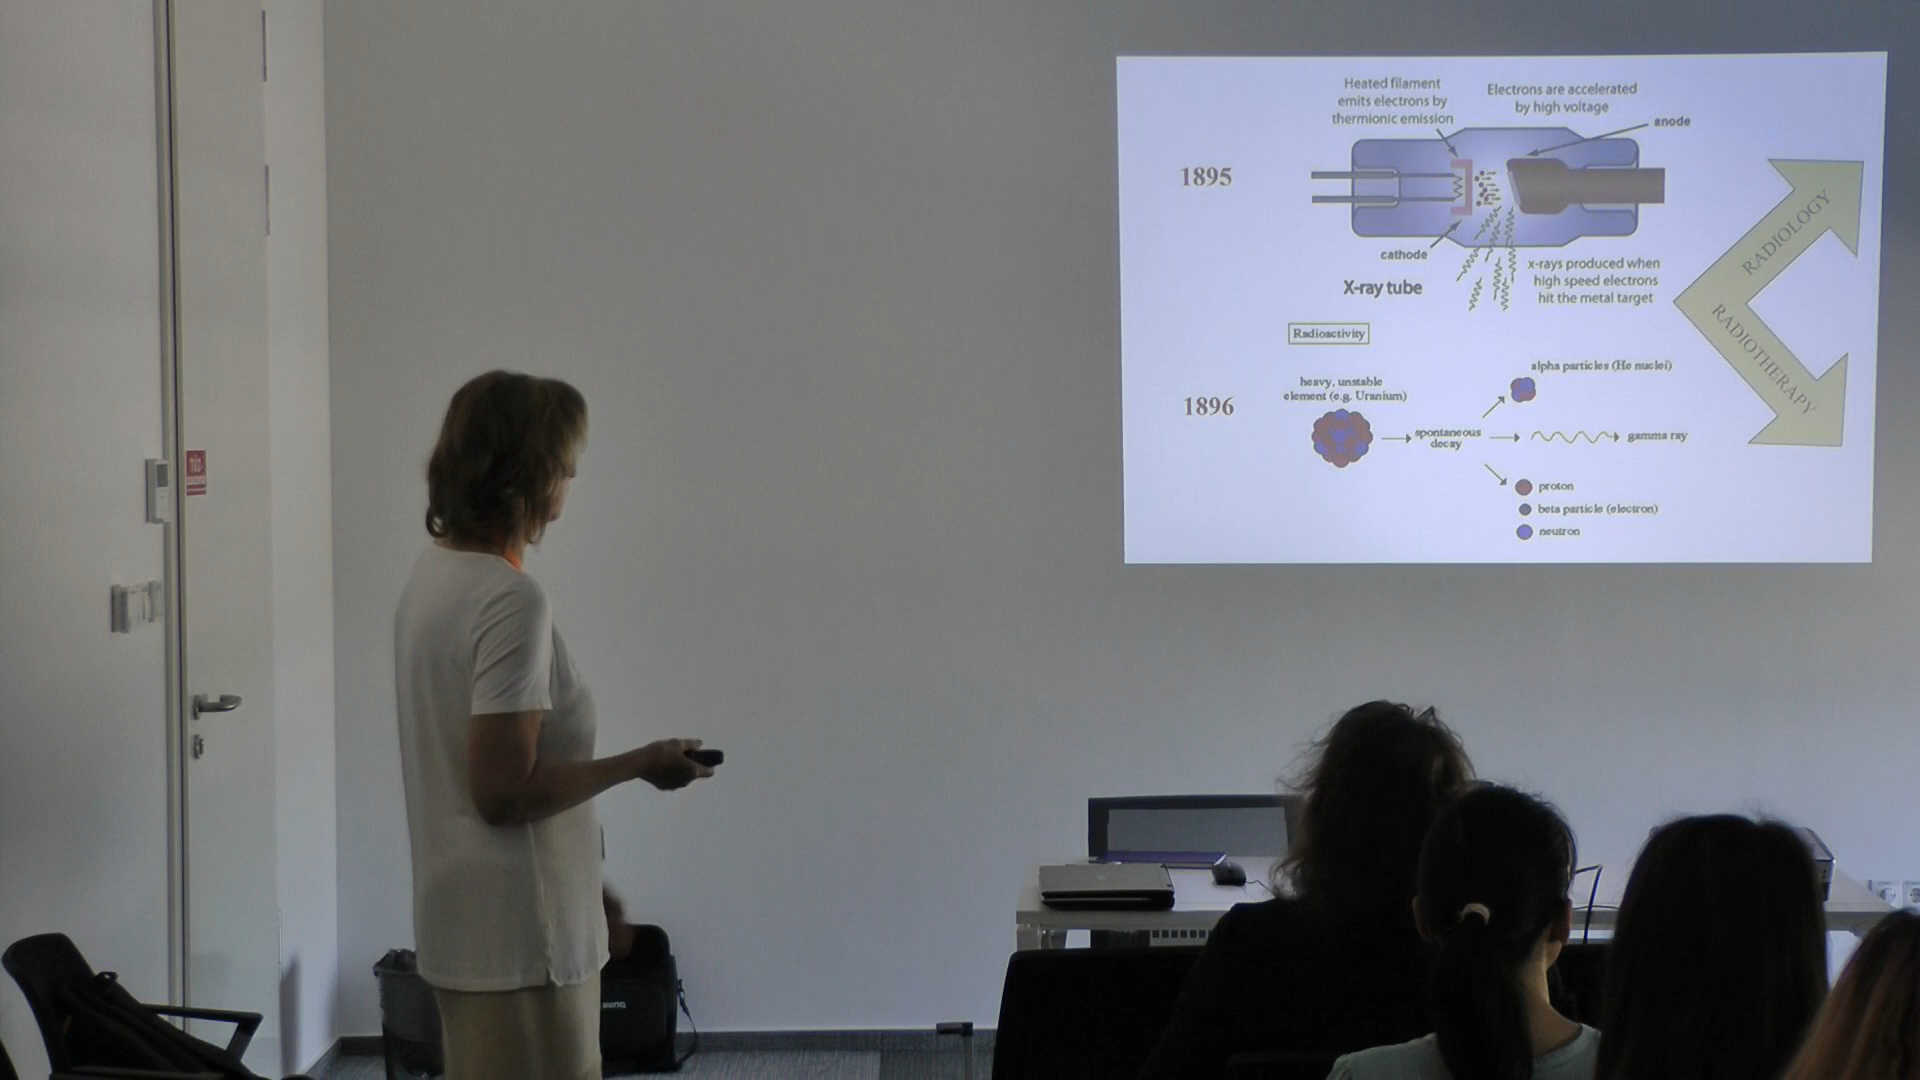 Heated filament
emits electrons by
thermionic emission
Electrons are accelerated
by high voltage
anode
1895
cathode
X-ray tube
x-rays produced when
high speed electrons
hit the metal target
RADIOLOGY
RADIOTHERAPY
Radioactivity
1896
heavy, unstable
element (e.g. Uranium)
spontaneous
decay
alpha particles (He nuclei)
gamma ray
proton
beta particle (electron)
neutron
BenQ